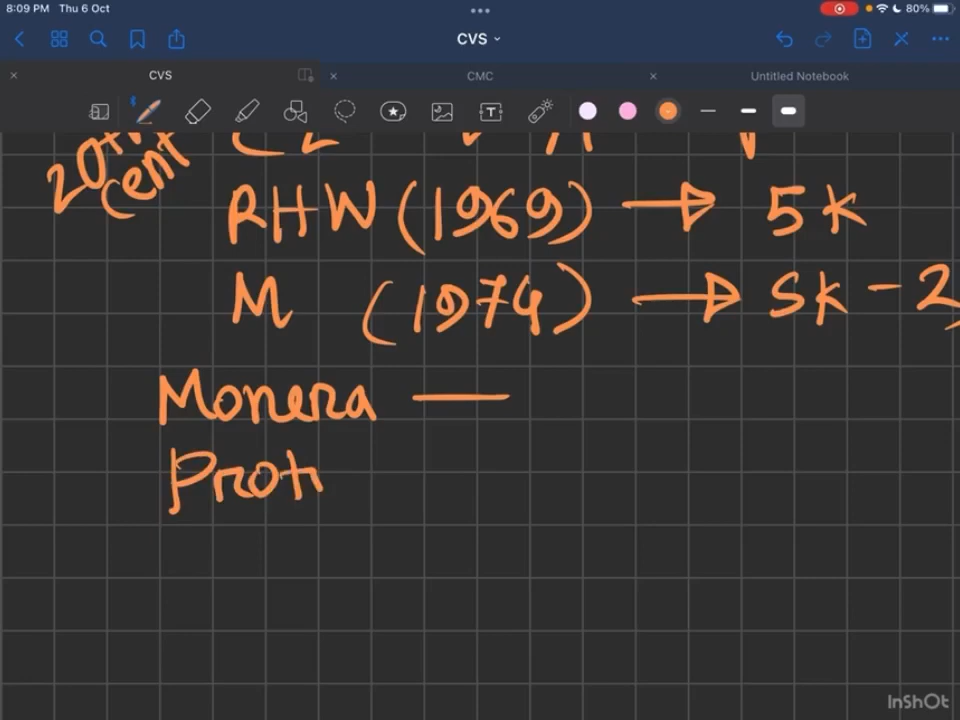 8:09 PM Thu 6 Oct
80%
CVS
CVS
CMC
Untitled Notebook
20th
cent
RHW (1969) → 5K
M (1974) → 5K - 2
Monera —
Proti
InShOt